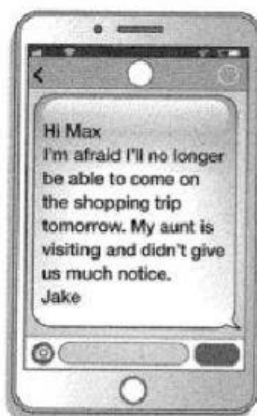 Hi Max
I'm afraid I'll no longer
be able to come on
the shopping trip
tomorrow. My aunt is
visiting and didn't give
us much notice.
Jake